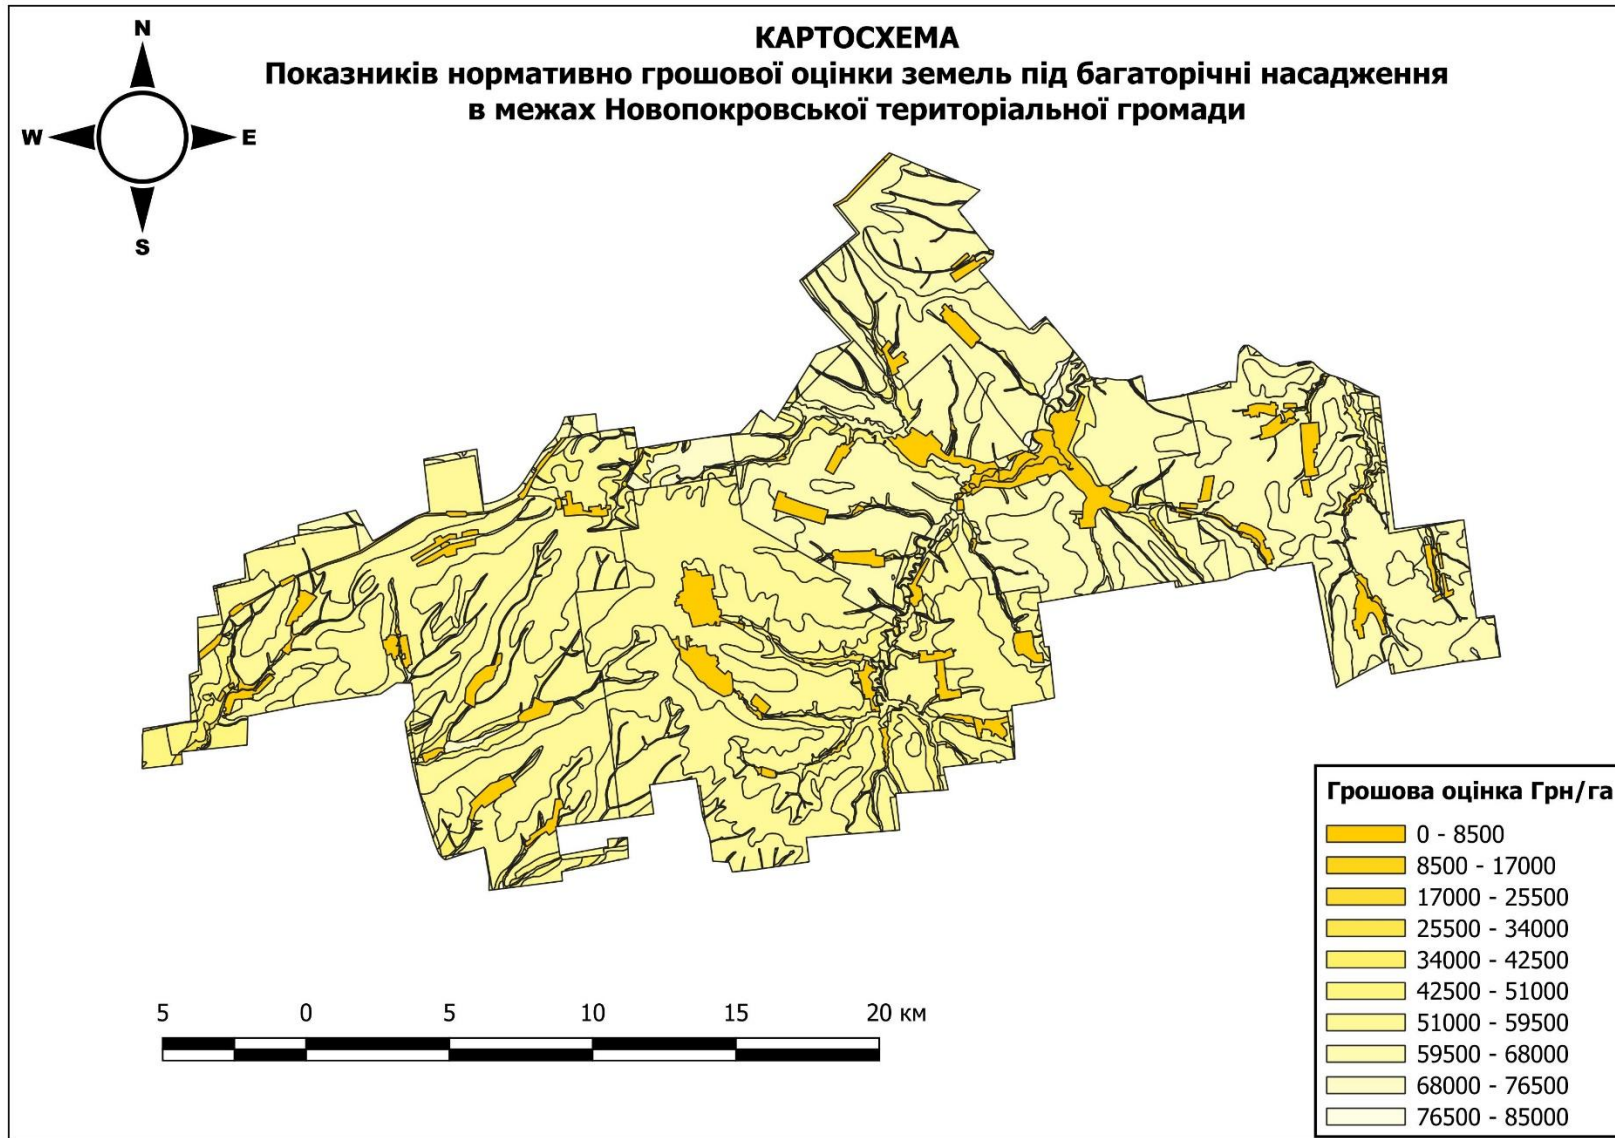 КАРТОСХЕМА
Показників нормативно грошової оцінки земель під багаторічні насадження
в межах Новопокровської територіальної громади
N
W
E
S
Грошова оцінка Грн/га
0 - 8500
8500 - 17000
17000 - 25500
25500 - 34000
34000 - 42500
42500 - 51000
51000 - 59500
59500 - 68000
68000 - 76500
76500 - 85000
5 0 5 10 15 20 км